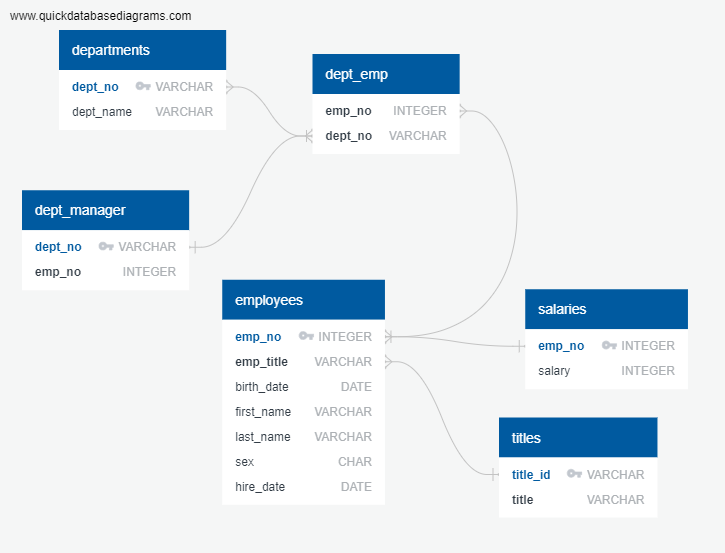 www.quickdatabasediagrams.com
departments
dept_no VARCHAR
dept_name VARCHAR
dept_emp
emp_no INTEGER
dept_no VARCHAR
dept_manager
dept_no VARCHAR
emp_no INTEGER
employees
emp_no INTEGER
emp_title VARCHAR
birth_date DATE
first_name VARCHAR
last_name VARCHAR
sex CHAR
hire_date DATE
salaries
emp_no INTEGER
salary INTEGER
titles
title_id VARCHAR
title VARCHAR